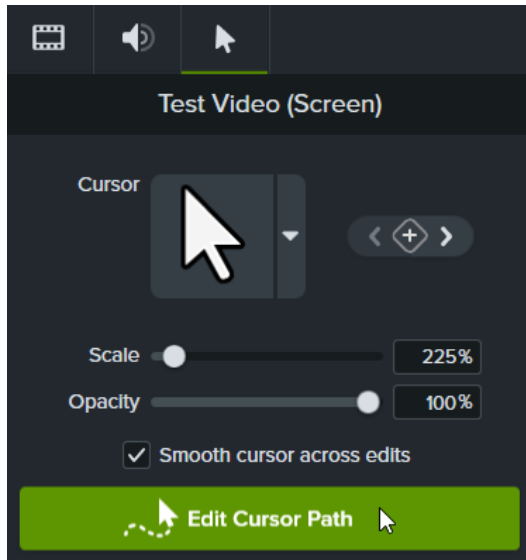 Test Video (Screen)
Cursor
Scale 225%
Opacity 100%
Smooth cursor across edits
Edit Cursor Path